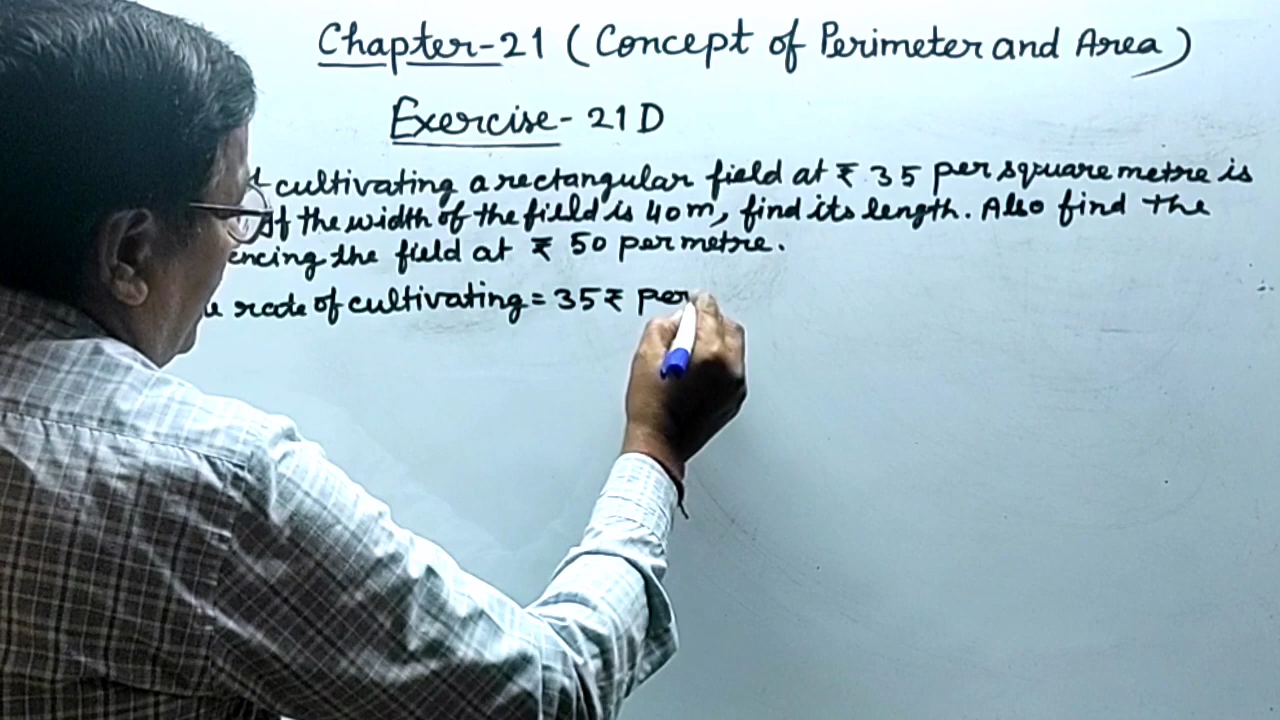 Chapter-21 (Concept of Perimeter and Area)
Exercise- 21D
cultivating a rectangular field at ₹ 35 per square metre is
If the width of the field is 40m, find its length. Also find the
encing the field at ₹ 50 per metre.
rate of cultivating = 35₹ per